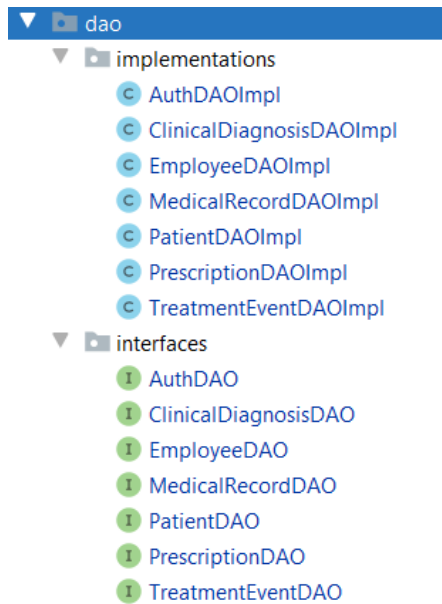 dao
implementations
C AuthDAOImpl
C ClinicalDiagnosisDAOImpl
C EmployeeDAOImpl
C MedicalRecordDAOImpl
C PatientDAOImpl
C PrescriptionDAOImpl
C TreatmentEventDAOImpl
interfaces
I AuthDAO
I ClinicalDiagnosisDAO
I EmployeeDAO
I MedicalRecordDAO
I PatientDAO
I PrescriptionDAO
I TreatmentEventDAO